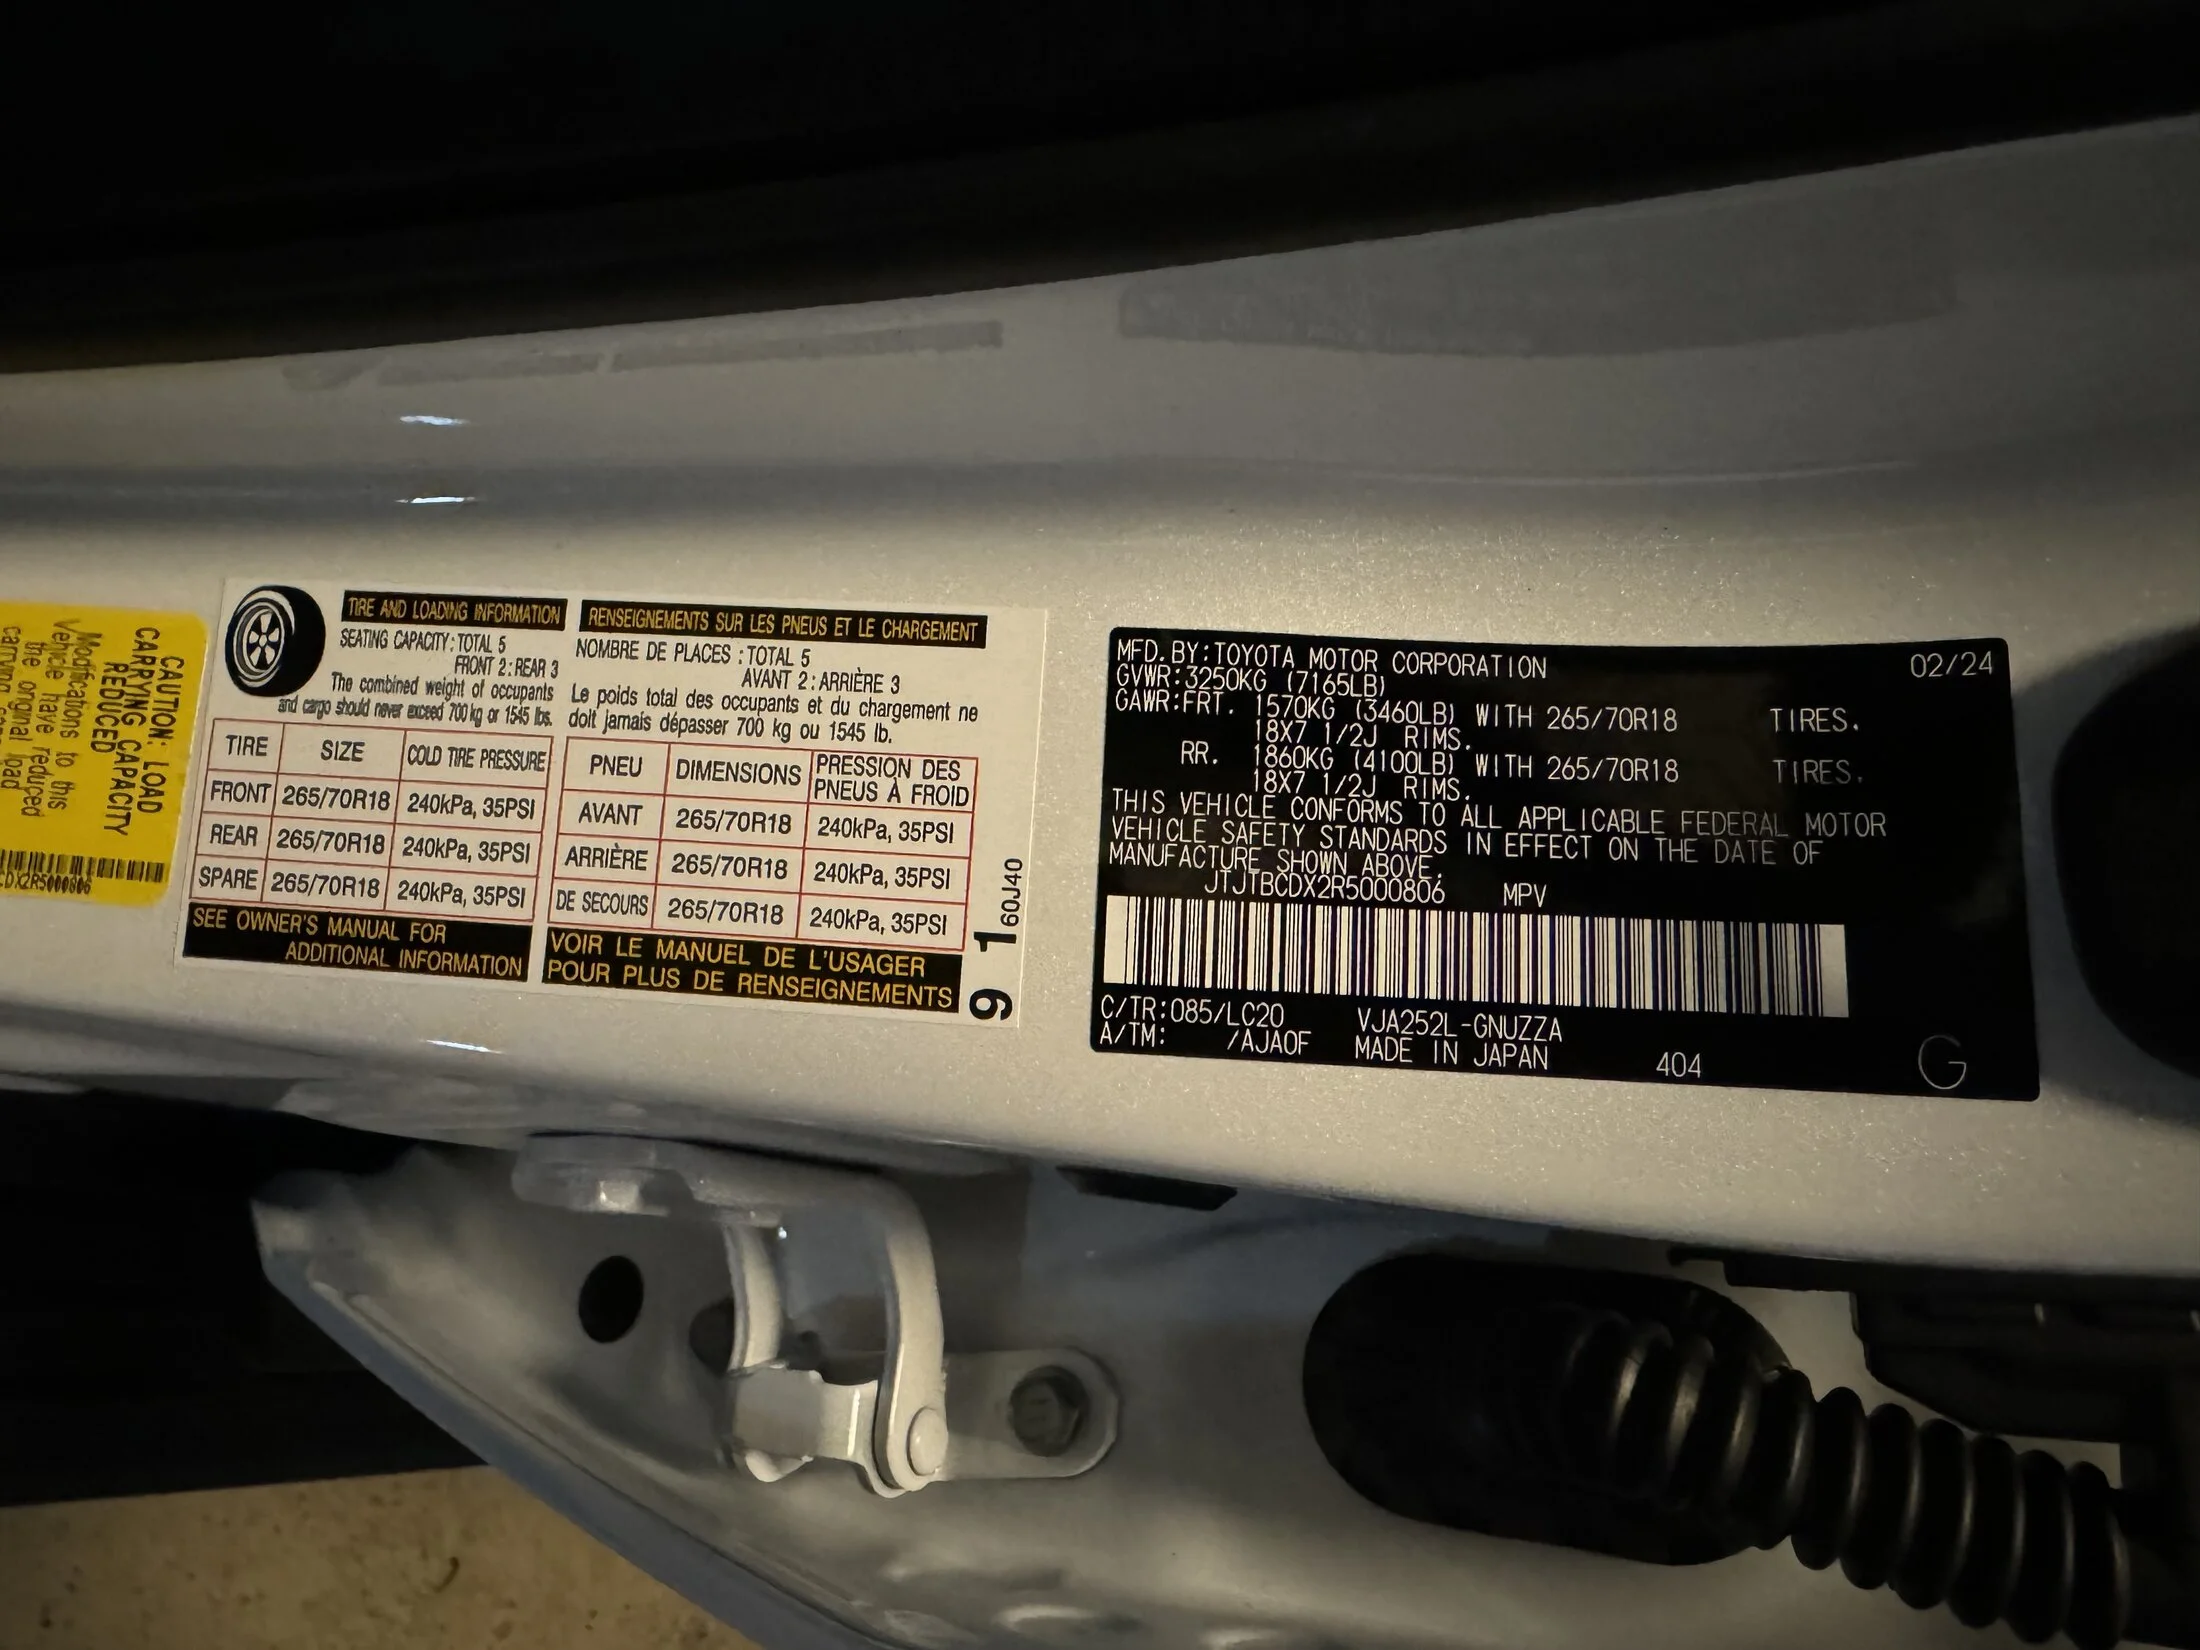 CAUTION: LOAD
CARRYING CAPACITY
REDUCED
Modifications to this
Vehicle have reduced
the original load
carrying
CDX2R5000806
TIRE AND LOADING INFORMATION
SEATING CAPACITY : TOTAL 5
FRONT 2 : REAR 3
The combined weight of occupants
and cargo should never exceed 700 kg or 1545 lbs.
TIRE SIZE COLD TIRE PRESSURE
FRONT 265/70R18 240kPa, 35PSI
REAR 265/70R18 240kPa, 35PSI
SPARE 265/70R18 240kPa, 35PSI
SEE OWNER'S MANUAL FOR
ADDITIONAL INFORMATION
RENSEIGNEMENTS SUR LES PNEUS ET LE CHARGEMENT
NOMBRE DE PLACES : TOTAL 5
AVANT 2 : ARRIÈRE 3
Le poids total des occupants et du chargement ne
doit jamais dépasser 700 kg ou 1545 lb.
PNEU DIMENSIONS PRESSION DES
PNEUS À FROID
AVANT 265/70R18 240kPa, 35PSI
ARRIÈRE 265/70R18 240kPa, 35PSI
DE SECOURS 265/70R18 240kPa, 35PSI
VOIR LE MANUEL DE L'USAGER
POUR PLUS DE RENSEIGNEMENTS
9 1 60J40
MFD. BY: TOYOTA MOTOR CORPORATION 02/24
GVWR: 3250KG (7165LB)
GAWR: FRT. 1570KG (3460LB) WITH 265/70R18 TIRES.
18X7 1/2J RIMS.
RR. 1860KG (4100LB) WITH 265/70R18 TIRES.
18X7 1/2J RIMS.
THIS VEHICLE CONFORMS TO ALL APPLICABLE FEDERAL MOTOR
VEHICLE SAFETY STANDARDS IN EFFECT ON THE DATE OF
MANUFACTURE SHOWN ABOVE.
JTJTBCDX2R5000806 MPV
C/TR: 085/LC20 VJA252L-GNUZZA
A/TM: /AJA0F MADE IN JAPAN 404 G